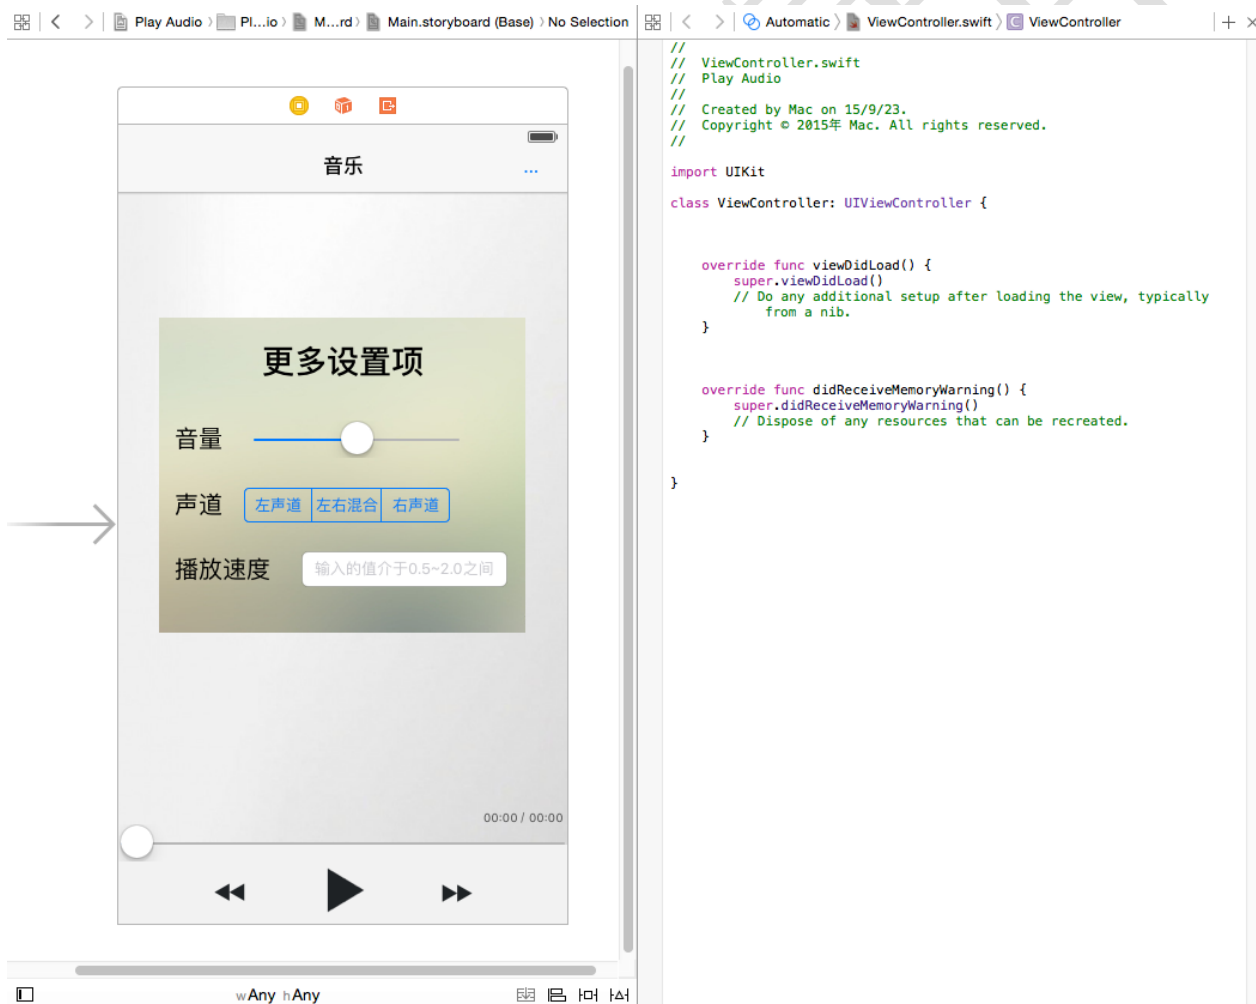 Play Audio
Pl...io
M...rd
Main.storyboard (Base)
No Selection
音乐
...
更多设置项
音量
声道
左声道
左右混合
右声道
播放速度
输入的值介于0.5~2.0之间
00:00 / 00:00
wAny hAny
Automatic
ViewController.swift
C ViewController
//
// ViewController.swift
// Play Audio
//
// Created by Mac on 15/9/23.
// Copyright © 2015年 Mac. All rights reserved.
//
import UIKit
class ViewController: UIViewController {
override func viewDidLoad() {
super.viewDidLoad()
// Do any additional setup after loading the view, typically
from a nib.
}
override func didReceiveMemoryWarning() {
super.didReceiveMemoryWarning()
// Dispose of any resources that can be recreated.
}
}